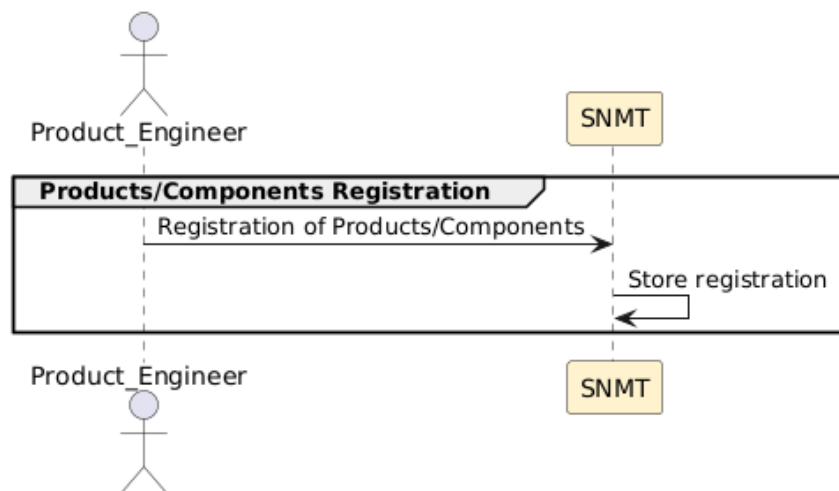 Product_Engineer
SNMT
Products/Components Registration
Registration of Products/Components
Store registration
Product_Engineer
SNMT